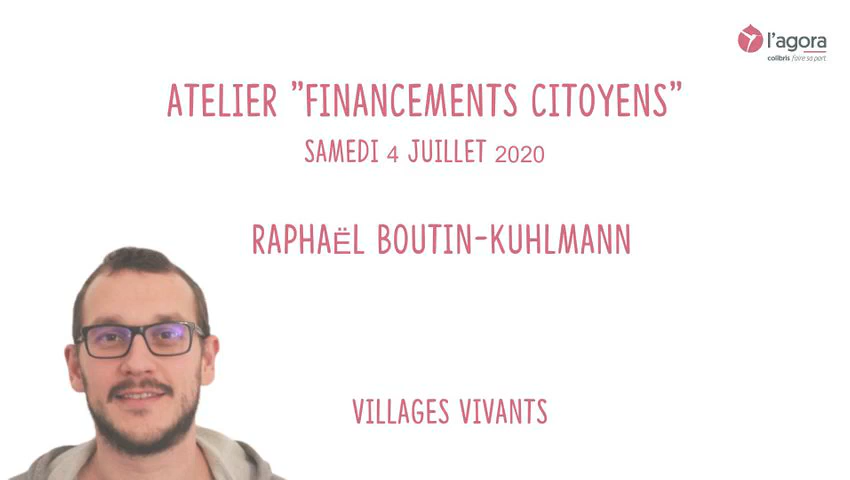 l'agora
colibris faire sa part
ATELIER "FINANCEMENTS CITOYENS"
SAMEDI 4 JUILLET 2020
RAPHAËL BOUTIN-KUHLMANN
VILLAGES VIVANTS